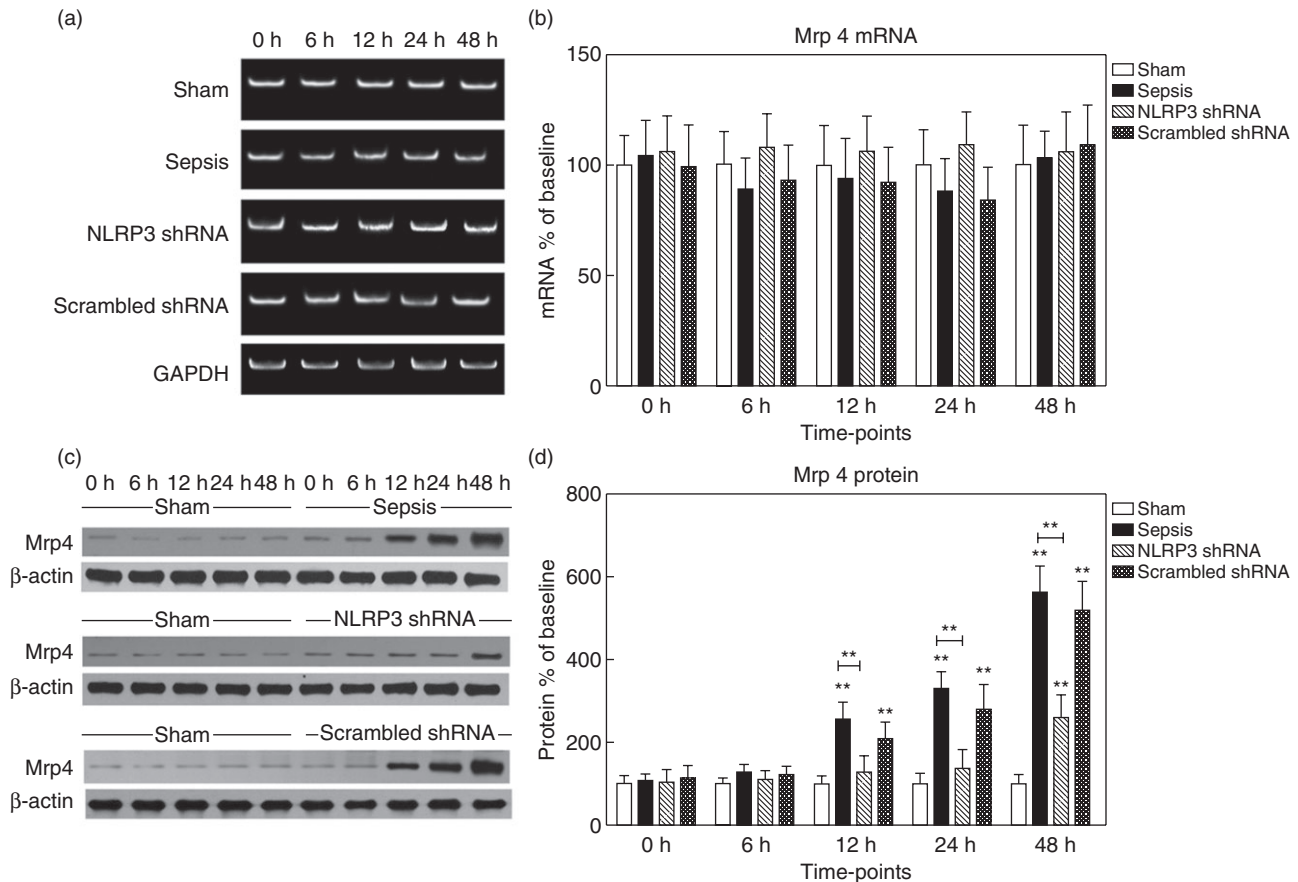 (a)
0 h 6 h 12 h 24 h 48 h
Sham
Sepsis
NLRP3 shRNA
Scrambled shRNA
GAPDH
(b)
Mrp 4 mRNA
150
100
50
0
mRNA % of baseline
0 h 6 h 12 h 24 h 48 h
Time-points
Sham
Sepsis
NLRP3 shRNA
Scrambled shRNA
(c)
0 h 6 h 12 h 24 h 48 h 0 h 6 h 12 h 24 h 48 h
Sham Sepsis
Mrp4
β-actin
Sham NLRP3 shRNA
Mrp4
β-actin
Sham Scrambled shRNA
Mrp4
β-actin
(d)
Mrp 4 protein
800
600
400
200
0
Protein % of baseline
**
**
**
**
**
**
**
**
**
**
0 h 6 h 12 h 24 h 48 h
Time-points
Sham
Sepsis
NLRP3 shRNA
Scrambled shRNA